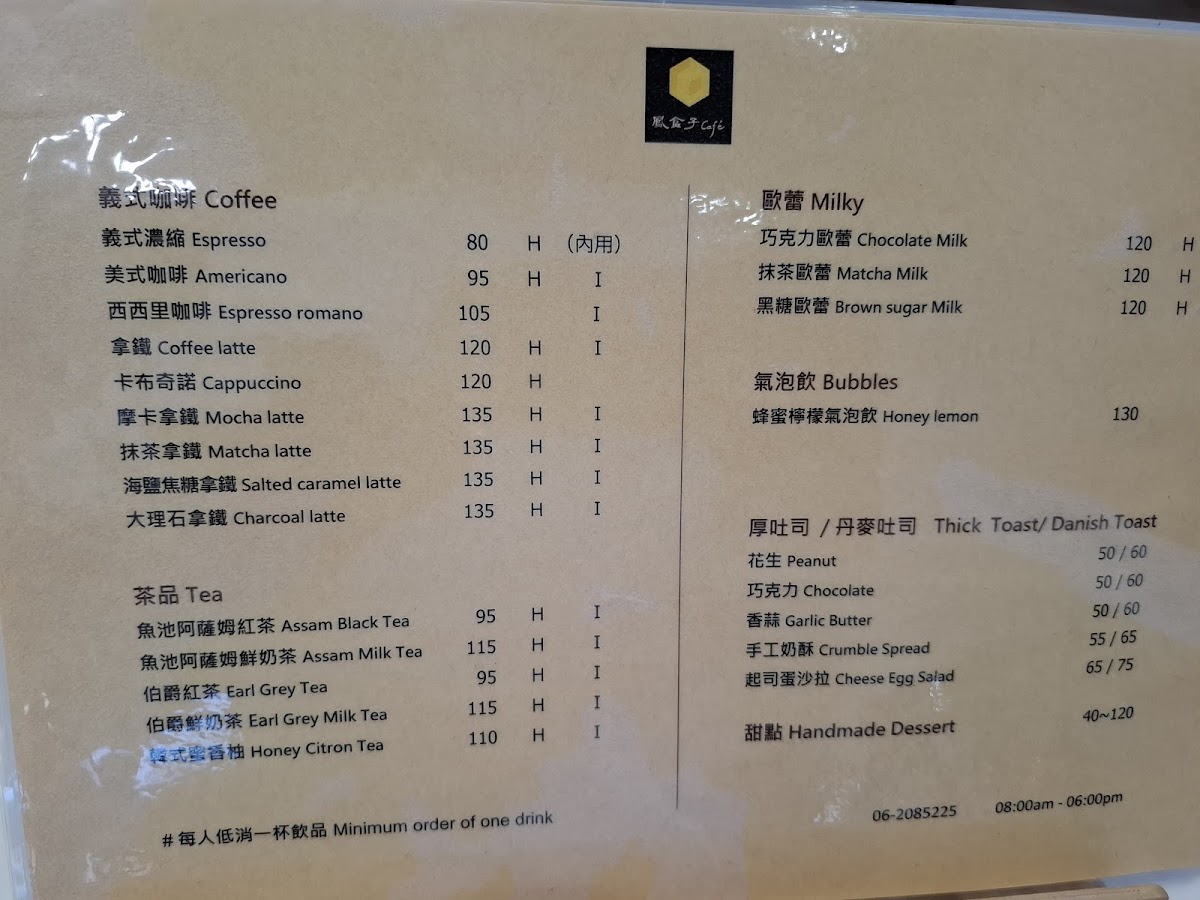 鳳盒子 Café
義式咖啡 Coffee
義式濃縮 Espresso 80 H (內用)
美式咖啡 Americano 95 H I
西西里咖啡 Espresso romano 105 I
拿鐵 Coffee latte 120 H I
卡布奇諾 Cappuccino 120 H
摩卡拿鐵 Mocha latte 135 H I
抹茶拿鐵 Matcha latte 135 H I
海鹽焦糖拿鐵 Salted caramel latte 135 H I
大理石拿鐵 Charcoal latte 135 H I
茶品 Tea
魚池阿薩姆紅茶 Assam Black Tea 95 H I
魚池阿薩姆鮮奶茶 Assam Milk Tea 115 H I
伯爵紅茶 Earl Grey Tea 95 H I
伯爵鮮奶茶 Earl Grey Milk Tea 115 H I
韓式蜜香柚 Honey Citron Tea 110 H I
# 每人低消一杯飲品 Minimum order of one drink
歐蕾 Milky
巧克力歐蕾 Chocolate Milk 120 H
抹茶歐蕾 Matcha Milk 120 H
黑糖歐蕾 Brown sugar Milk 120 H
氣泡飲 Bubbles
蜂蜜檸檬氣泡飲 Honey lemon 130
厚吐司 / 丹麥吐司 Thick Toast/ Danish Toast
花生 Peanut 50 / 60
巧克力 Chocolate 50 / 60
香蒜 Garlic Butter 50 / 60
手工奶酥 Crumble Spread 55 / 65
起司蛋沙拉 Cheese Egg Salad 65 / 75
甜點 Handmade Dessert 40~120
06-2085225 08:00am - 06:00pm